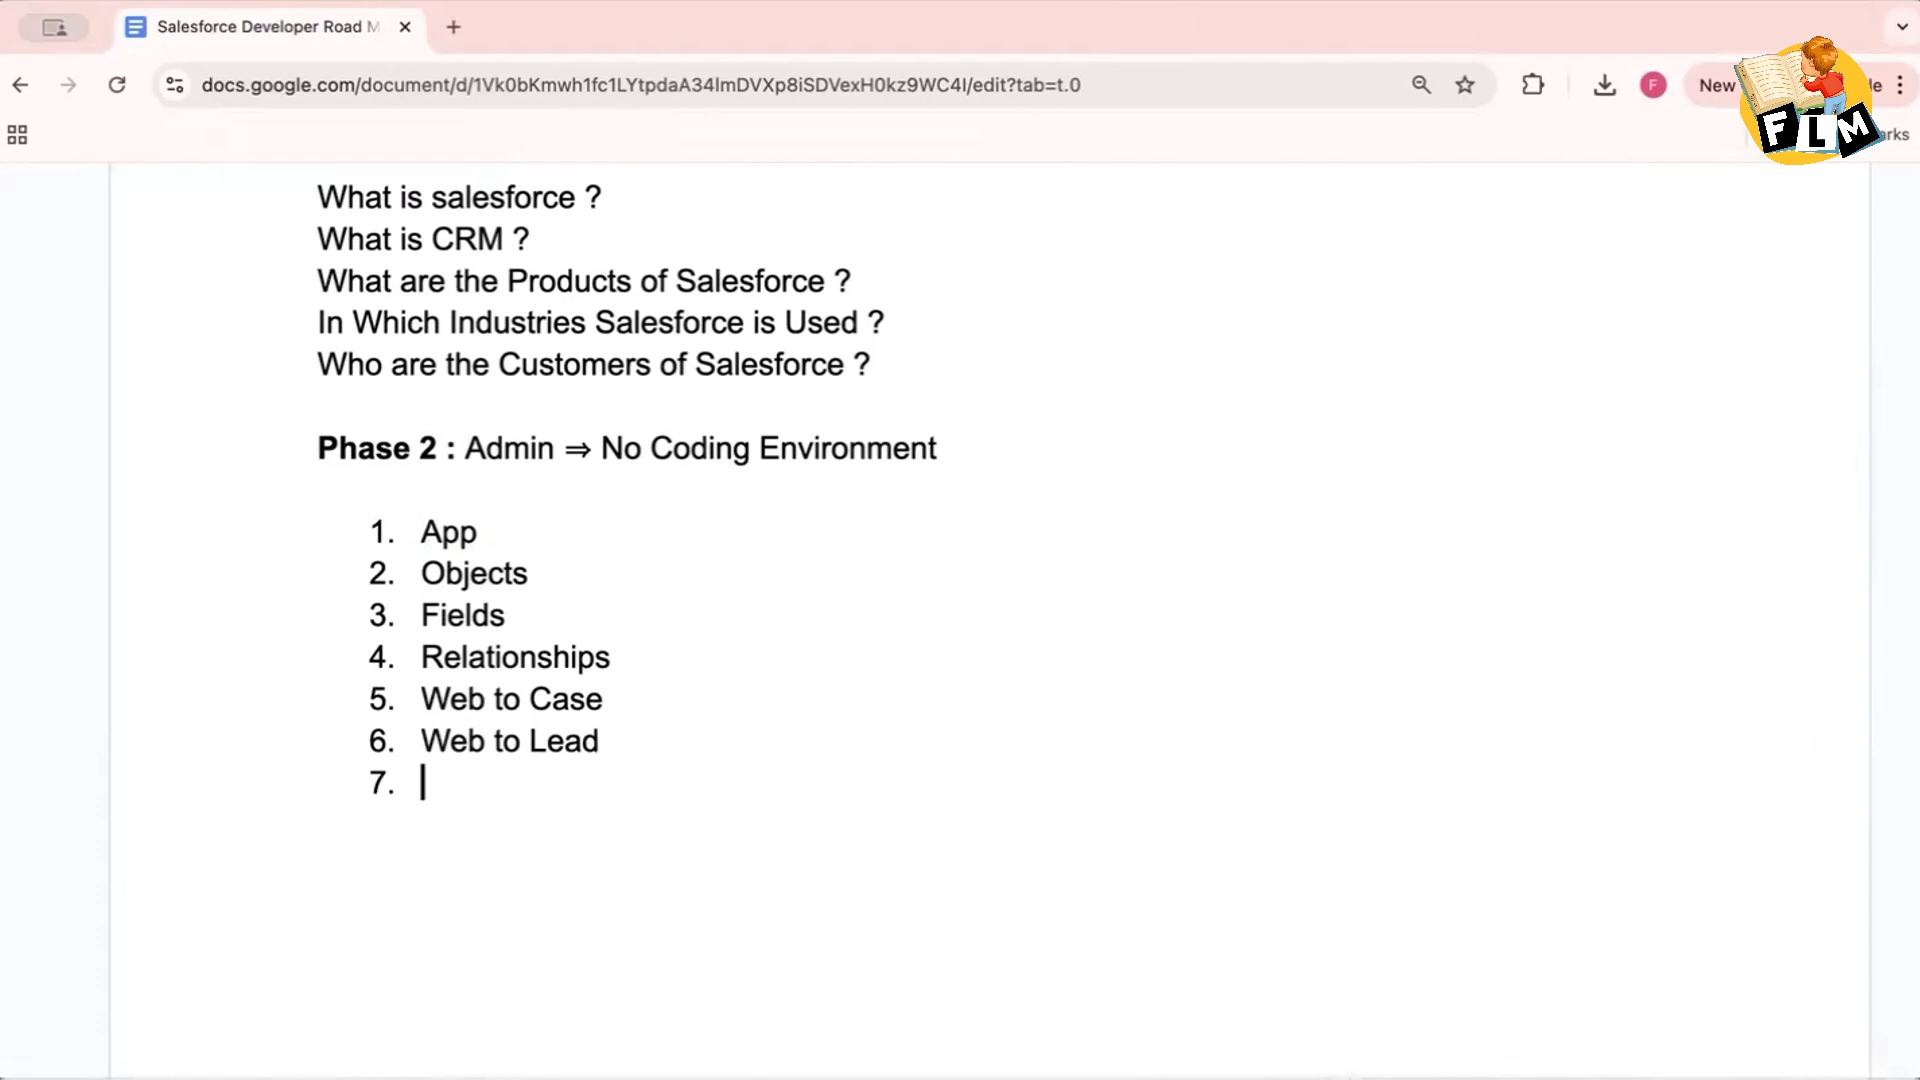 Salesforce Developer Road M
docs.google.com/document/d/1Vk0bKmwh1fc1LYtpdaA34lmDVXp8iSDVexH0kz9WC4I/edit?tab=t.0
F
New
le
FLM
arks
What is salesforce ?
What is CRM ?
What are the Products of Salesforce ?
In Which Industries Salesforce is Used ?
Who are the Customers of Salesforce ?
Phase 2 : Admin ⇒ No Coding Environment
1. App
2. Objects
3. Fields
4. Relationships
5. Web to Case
6. Web to Lead
7.